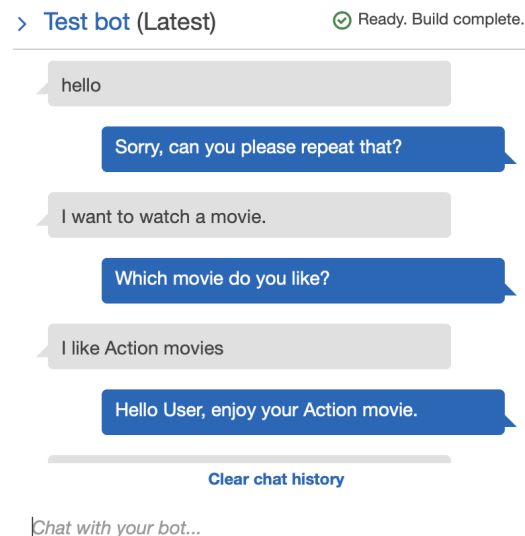 > Test bot (Latest)
Ready. Build complete.
hello
Sorry, can you please repeat that?
I want to watch a movie.
Which movie do you like?
I like Action movies
Hello User, enjoy your Action movie.
Clear chat history
Chat with your bot...